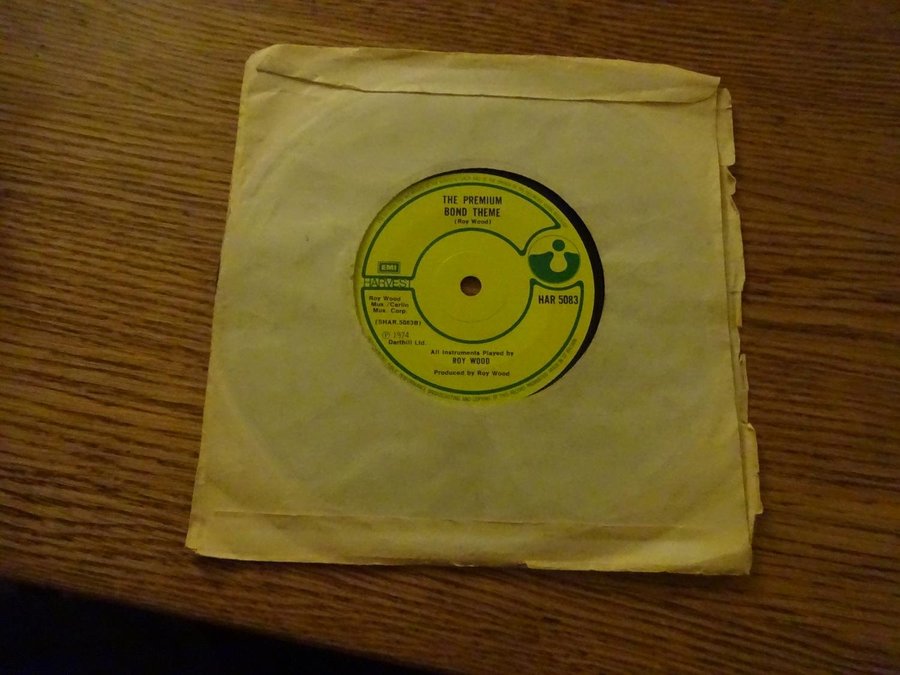 THE PREMIUM
BOND THEME
(Roy Wood)
EMI
HARVEST
HAR 5083
Roy Wood
Mus./Carlin
Mus. Corp.
(SHAR.5083B)
Ⓟ 1974
Darthill Ltd.
All Instruments Played by
ROY WOOD
Produced by Roy Wood